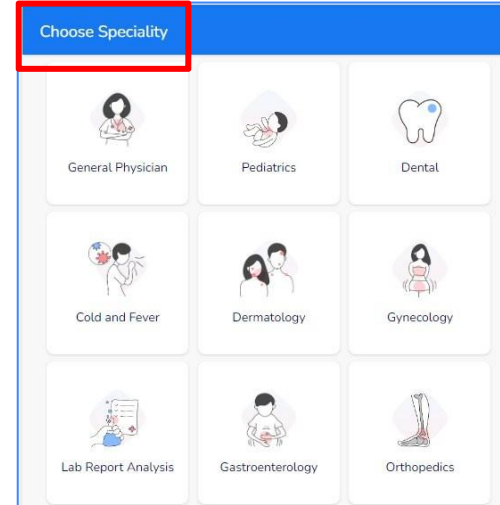 Choose Speciality
General Physician
Pediatrics
Dental
Cold and Fever
Dermatology
Gynecology
Lab Report Analysis
Gastroenterology
Orthopedics